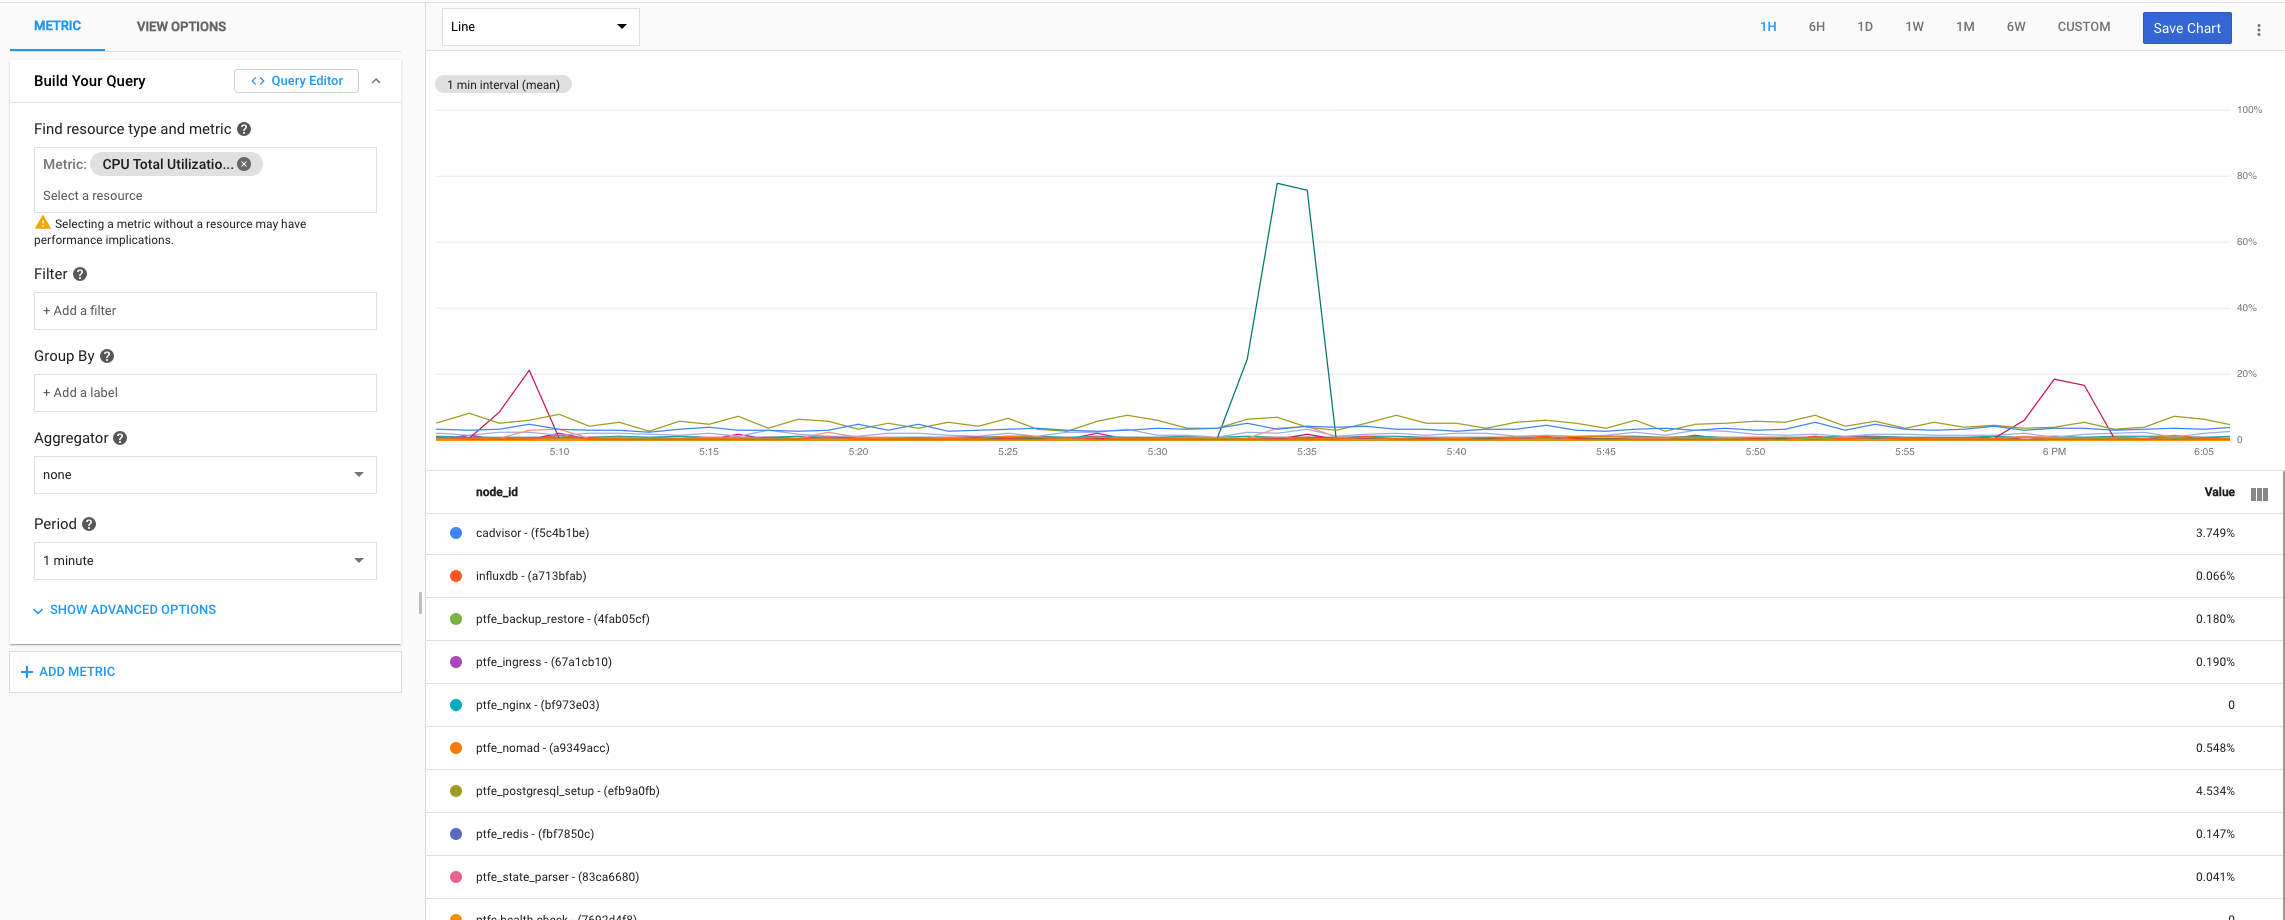 METRIC
VIEW OPTIONS
Build Your Query
<> Query Editor
Find resource type and metric ?
Metric: CPU Total Utilizatio...
Select a resource
Selecting a metric without a resource may have
performance implications.
Filter ?
+ Add a filter
Group By ?
+ Add a label
Aggregator ?
none
Period ?
1 minute
SHOW ADVANCED OPTIONS
+ ADD METRIC
Line
1H 6H 1D 1W 1M 6W CUSTOM
Save Chart
1 min interval (mean)
100%
80%
60%
40%
20%
0
5:10 5:15 5:20 5:25 5:30 5:35 5:40 5:45 5:50 5:55 6 PM 6:05
node_id Value
cadvisor - (f5c4b1be) 3.749%
influxdb - (a713bfab) 0.066%
ptfe_backup_restore - (4fab05cf) 0.180%
ptfe_ingress - (67a1cb10) 0.190%
ptfe_nginx - (bf973e03) 0
ptfe_nomad - (a9349acc) 0.548%
ptfe_postgresql_setup - (efb9a0fb) 4.534%
ptfe_redis - (fbf7850c) 0.147%
ptfe_state_parser - (83ca6680) 0.041%